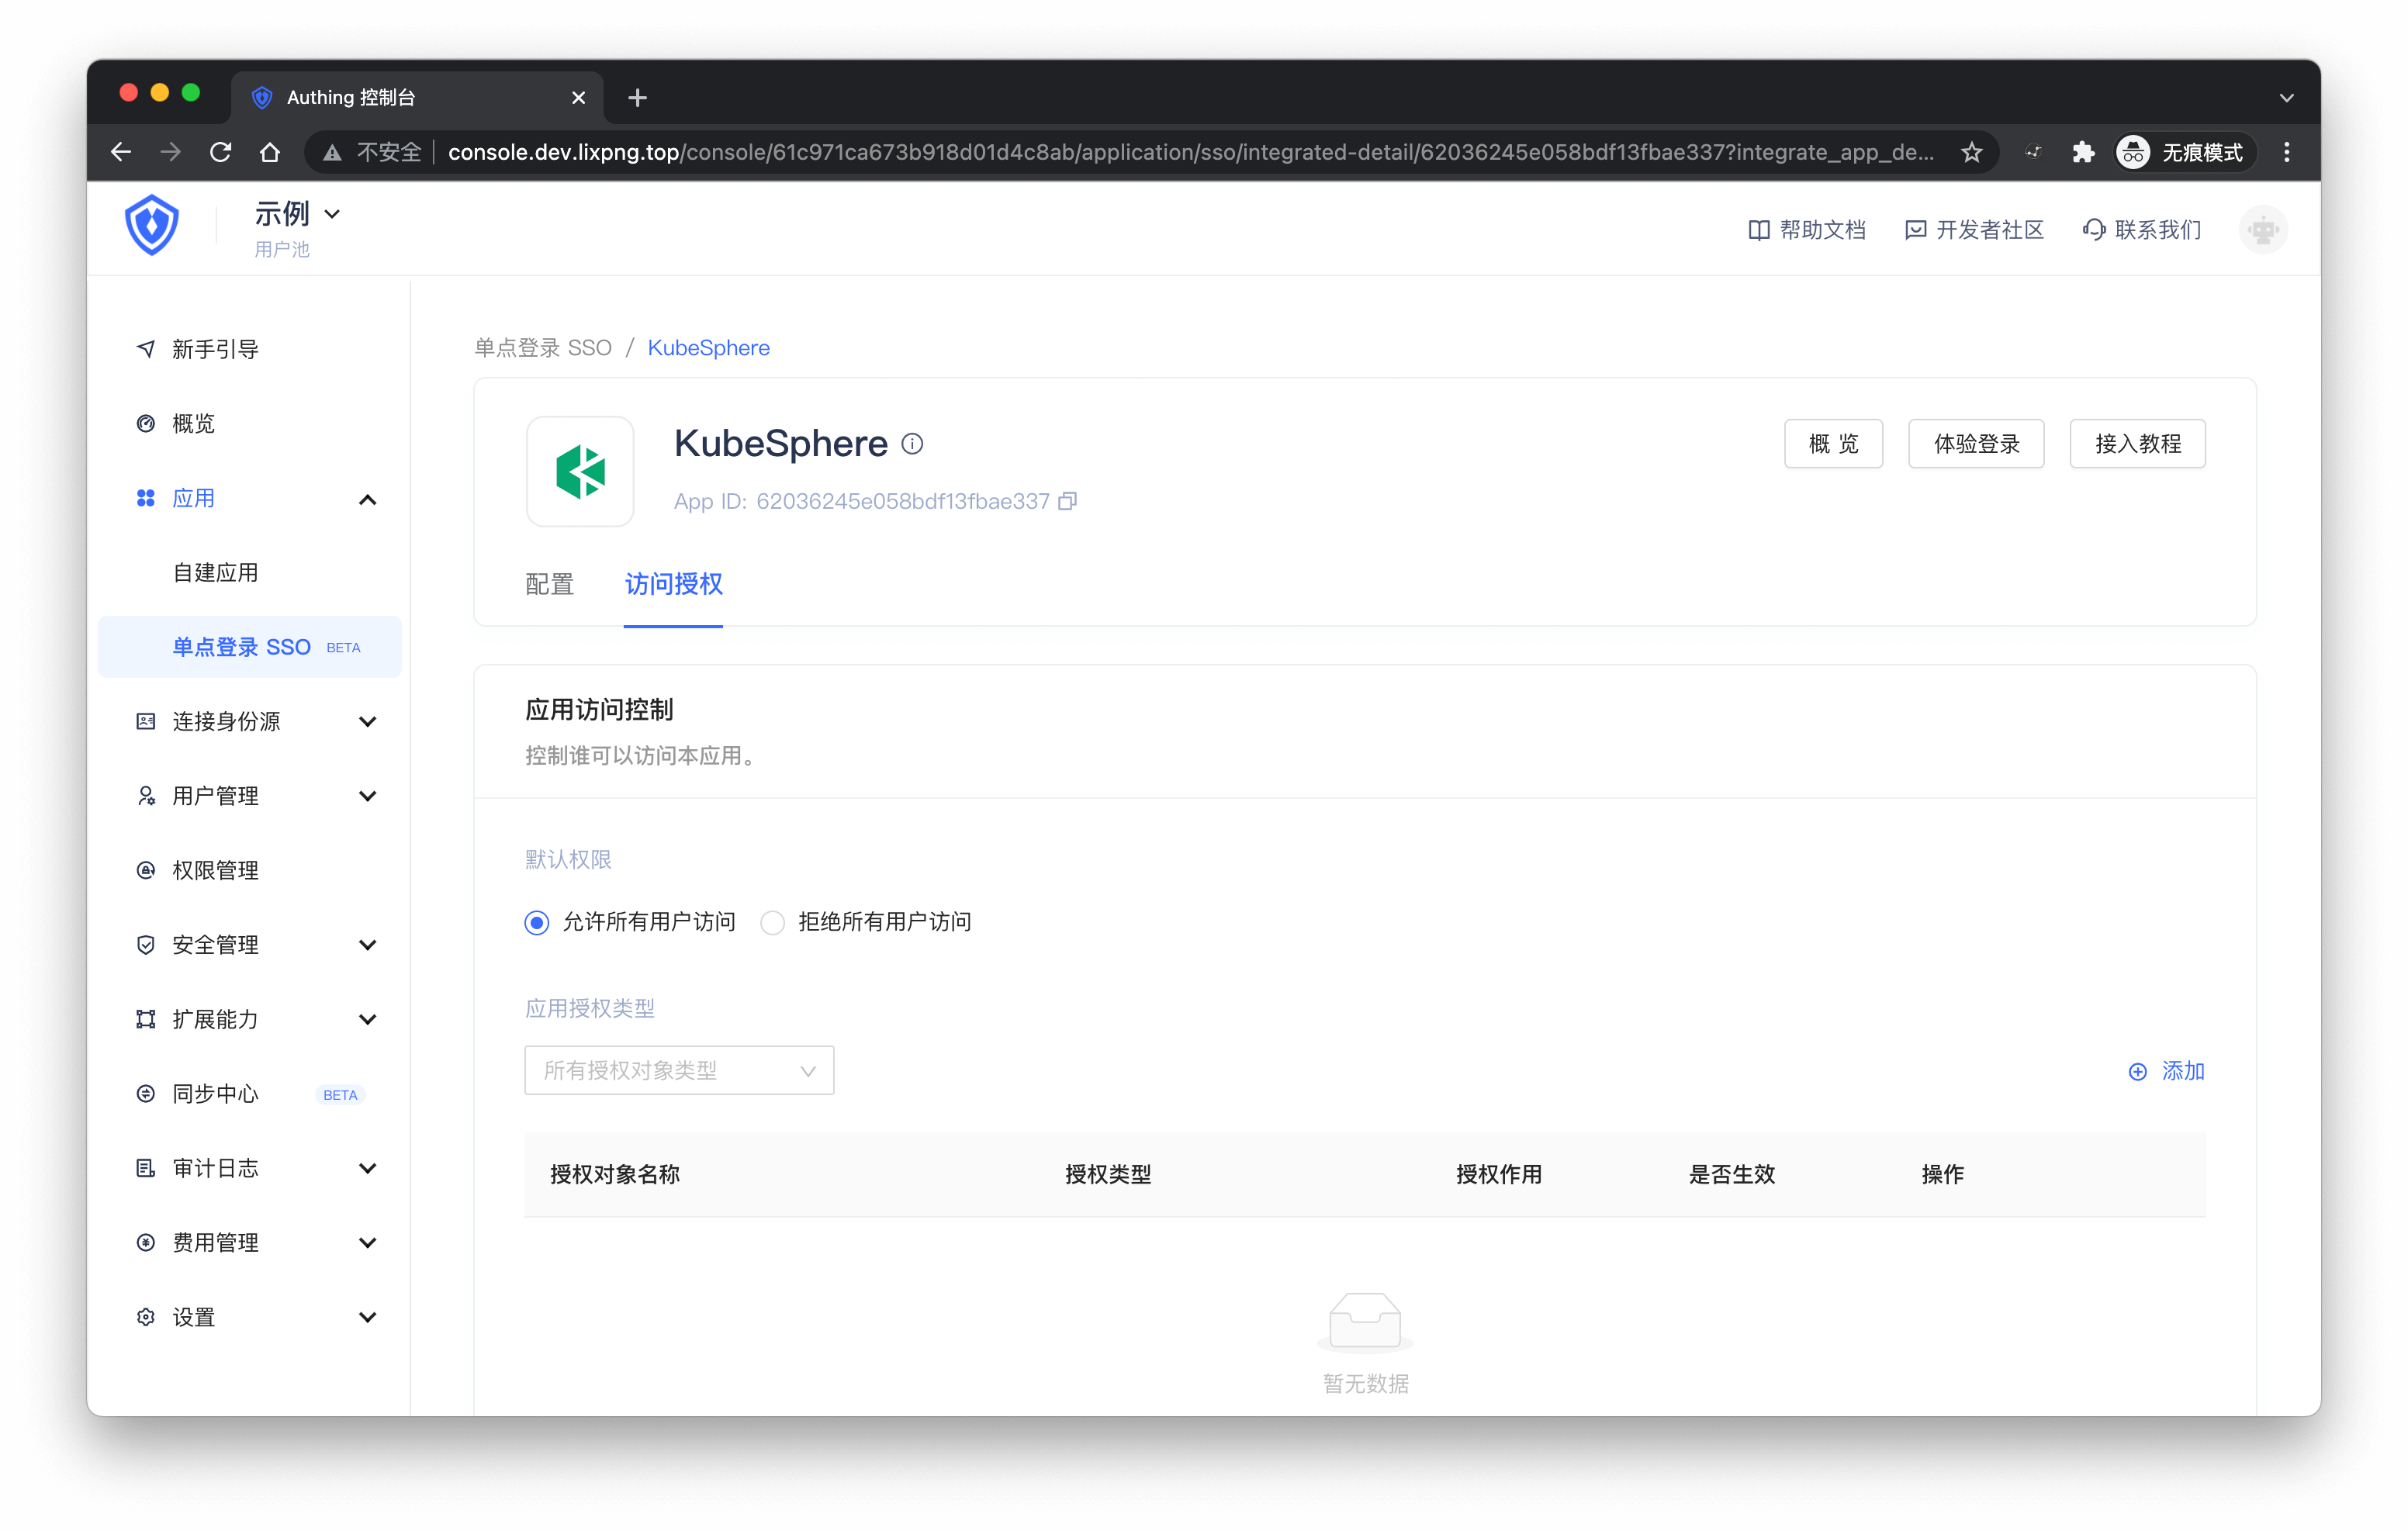 Authing 控制台
不安全 console.dev.lixpng.top/console/61c971ca673b918d01d4c8ab/application/sso/integrated-detail/62036245e058bdf13fbae337?integrate_app_de... 无痕模式
示例
用户池
帮助文档 开发者社区 联系我们
新手引导
概览
应用
自建应用
单点登录 SSO BETA
连接身份源
用户管理
权限管理
安全管理
扩展能力
同步中心 BETA
审计日志
费用管理
设置
单点登录 SSO / KubeSphere
KubeSphere
概 览 体验登录 接入教程
App ID: 62036245e058bdf13fbae337
配置 访问授权
应用访问控制
控制谁可以访问本应用。
默认权限
允许所有用户访问 拒绝所有用户访问
应用授权类型
所有授权对象类型 添加
授权对象名称 授权类型 授权作用 是否生效 操作
暂无数据